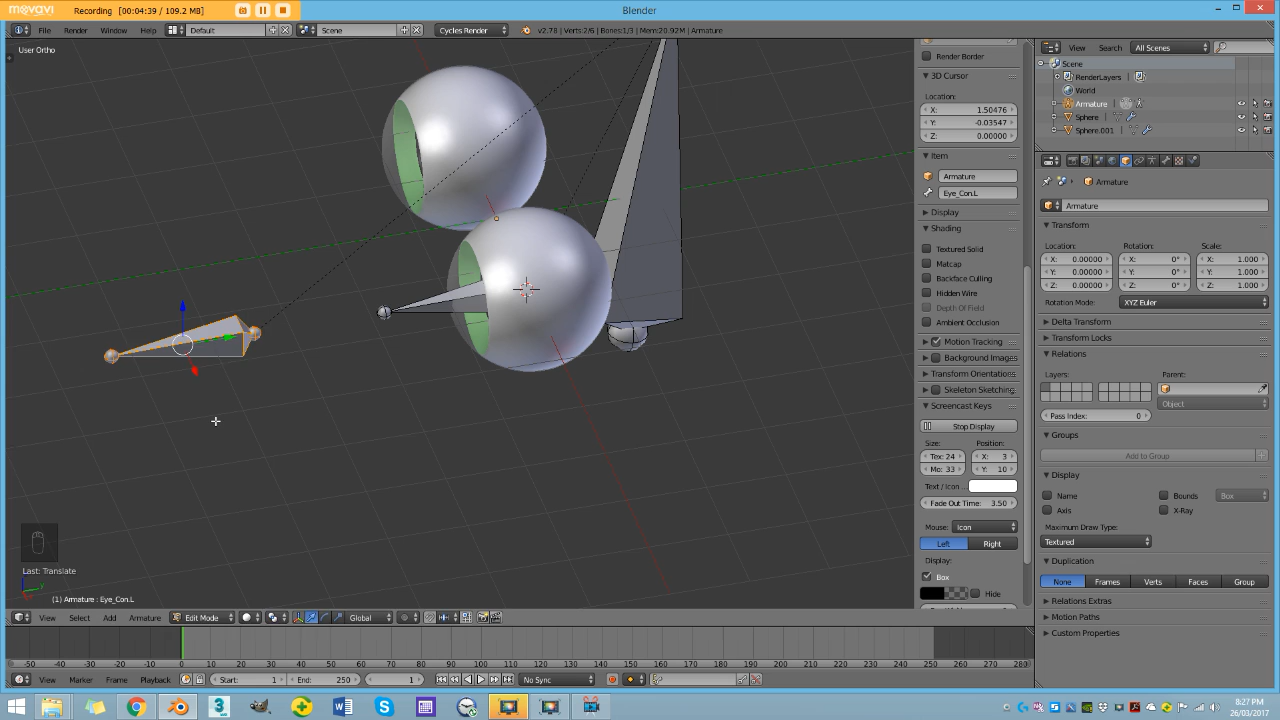 Recording [00:04:39 / 109.2 MB]
Blender
File Render Window Help Default Scene Cycles Render v2.78 | Verts:2/6 | Bones:1/3 | Mem:20.92M | Armature
User Ortho
Render Border
3D Cursor
Location:
X: 1.50476
Y: -0.03547
Z: 0.00000
Item
Armature
Eye_Con.L
Display
Shading
Textured Solid
Matcap
Backface Culling
Hidden Wire
Depth Of Field
Ambient Occlusion
Motion Tracking
Background Images
Transform Orientations
Skeleton Sketching
Screencast Keys
Stop Display
Size: Position:
Tex: 24 X: 3
Mo: 33 Y: 10
Text / Icon ...
Fade Out Time: 3.50
Mouse: Icon
Left Right
Display:
Box
Hide
View Search All Scenes
Scene
RenderLayers
World
Armature
Sphere
Sphere.001
Armature
Armature
Transform
Location: Rotation: Scale:
X: 0.00000 X: 0° X: 1.000
Y: 0.00000 Y: 0° Y: 1.000
Z: 0.00000 Z: 0° Z: 1.000
Rotation Mode: XYZ Euler
Delta Transform
Transform Locks
Relations
Layers: Parent:
Object
Pass Index: 0
Groups
Add to Group
Display
Name Bounds Box
Axis X-Ray
Maximum Draw Type:
Textured
Duplication
None Frames Verts Faces Group
Relations Extras
Motion Paths
Custom Properties
Last: Translate
(1) Armature : Eye_Con.L
View Select Add Armature Edit Mode Global
-50 -40 -30 -20 -10 0 10 20 30 40 50 60 70 80 90 100 110 120 130 140 150 160 170 180 190 200 210 220 230 240 250 260 270 280
View Marker Frame Playback Start: 1 End: 250 1 No Sync
8:27 PM
26/03/2017